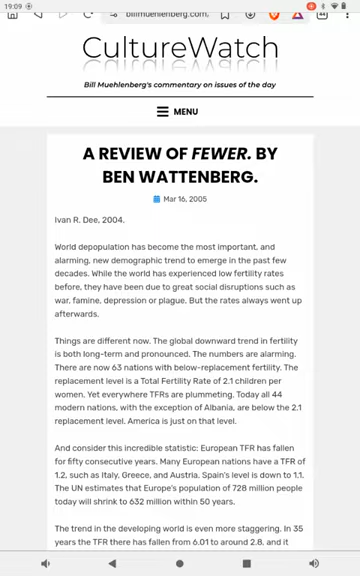 19:09
billmuehlenberg.com,
CultureWatch
Bill Muehlenberg's commentary on issues of the day
MENU
A REVIEW OF FEWER. BY
BEN WATTENBERG.
Mar 16, 2005
Ivan R. Dee, 2004.
World depopulation has become the most important, and
alarming, new demographic trend to emerge in the past few
decades. While the world has experienced low fertility rates
before, they have been due to great social disruptions such as
war, famine, depression or plague. But the rates always went up
afterwards.
Things are different now. The global downward trend in fertility
is both long-term and pronounced. The numbers are alarming.
There are now 63 nations with below-replacement fertility. The
replacement level is a Total Fertility Rate of 2.1 children per
women. Yet everywhere TFRs are plummeting. Today all 44
modern nations, with the exception of Albania, are below the 2.1
replacement level. America is just on that level.
And consider this incredible statistic: European TFR has fallen
for fifty consecutive years. Many European nations have a TFR of
1.2, such as Italy, Greece, and Austria. Spain's level is down to 1.1.
The UN estimates that Europe's population of 728 million people
today will shrink to 632 million within 50 years.
The trend in the developing world is even more staggering. In 35
years the TFR there has fallen from 6.01 to around 2.8, and it